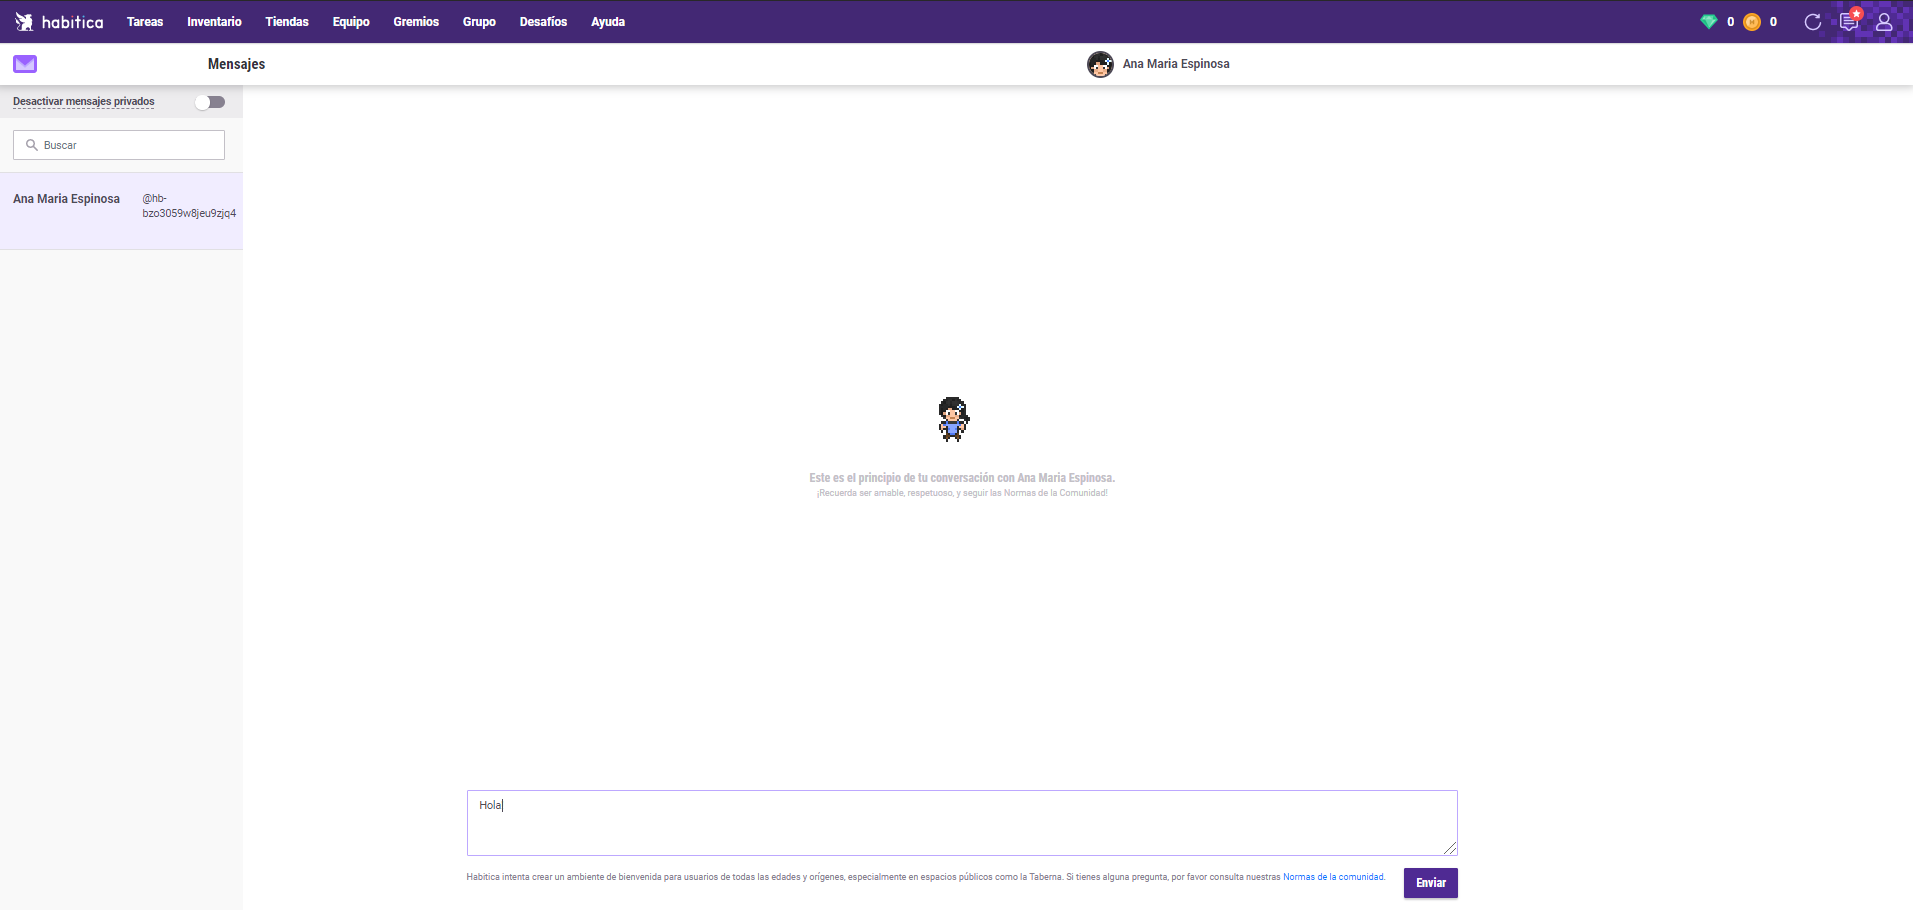 habitica Tareas Inventario Tiendas Equipo Gremios Grupo Desafíos Ayuda 0 0
Mensajes Ana Maria Espinosa
Desactivar mensajes privados
Buscar
Ana Maria Espinosa @hb-
bzo3059w8jeu9zjq4
Este es el principio de tu conversación con Ana Maria Espinosa.
¡Recuerda ser amable, respetuoso, y seguir las Normas de la Comunidad!
Hola
Habitica intenta crear un ambiente de bienvenida para usuarios de todas las edades y orígenes, especialmente en espacios públicos como la Taberna. Si tienes alguna pregunta, por favor consulta nuestras Normas de la comunidad.
Enviar